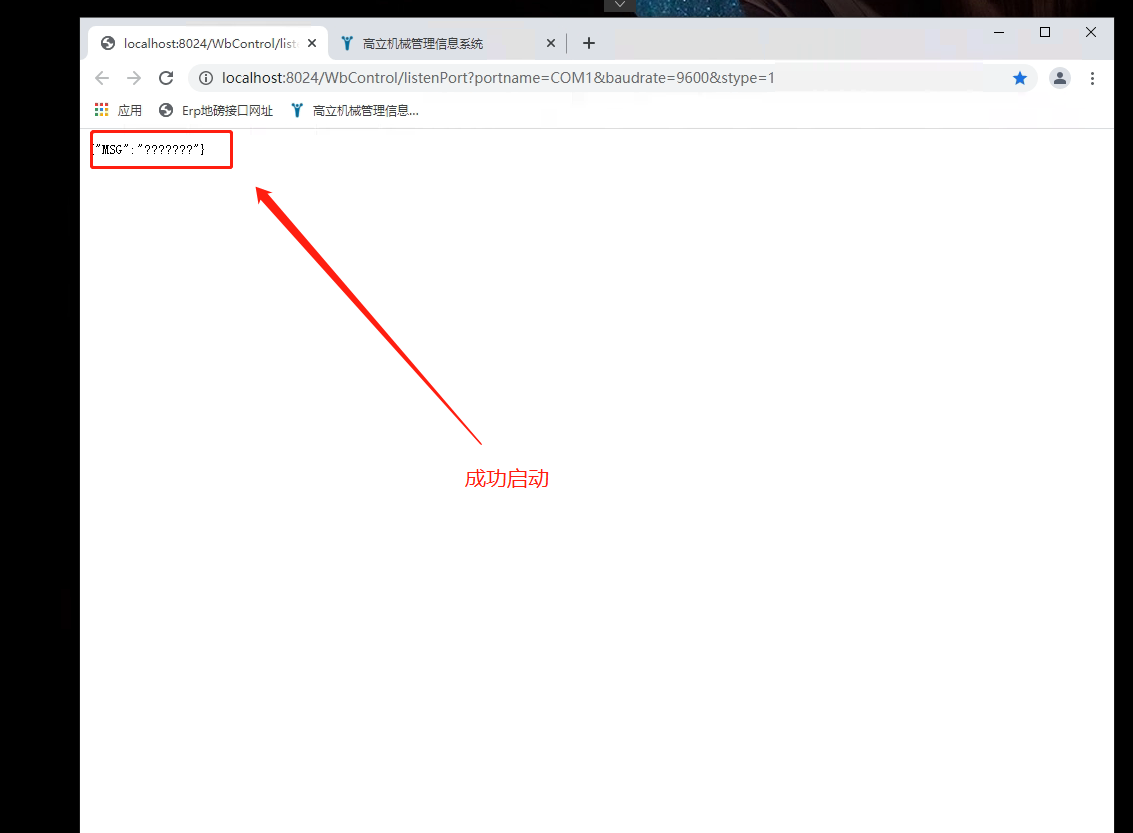 localhost:8024/WbControl/list
高立机械管理信息系统
localhost:8024/WbControl/listenPort?portname=COM1&baudrate=9600&stype=1
应用
Erp地磅接口网址
高立机械管理信息...
{"MSG":"???????"}
成功启动